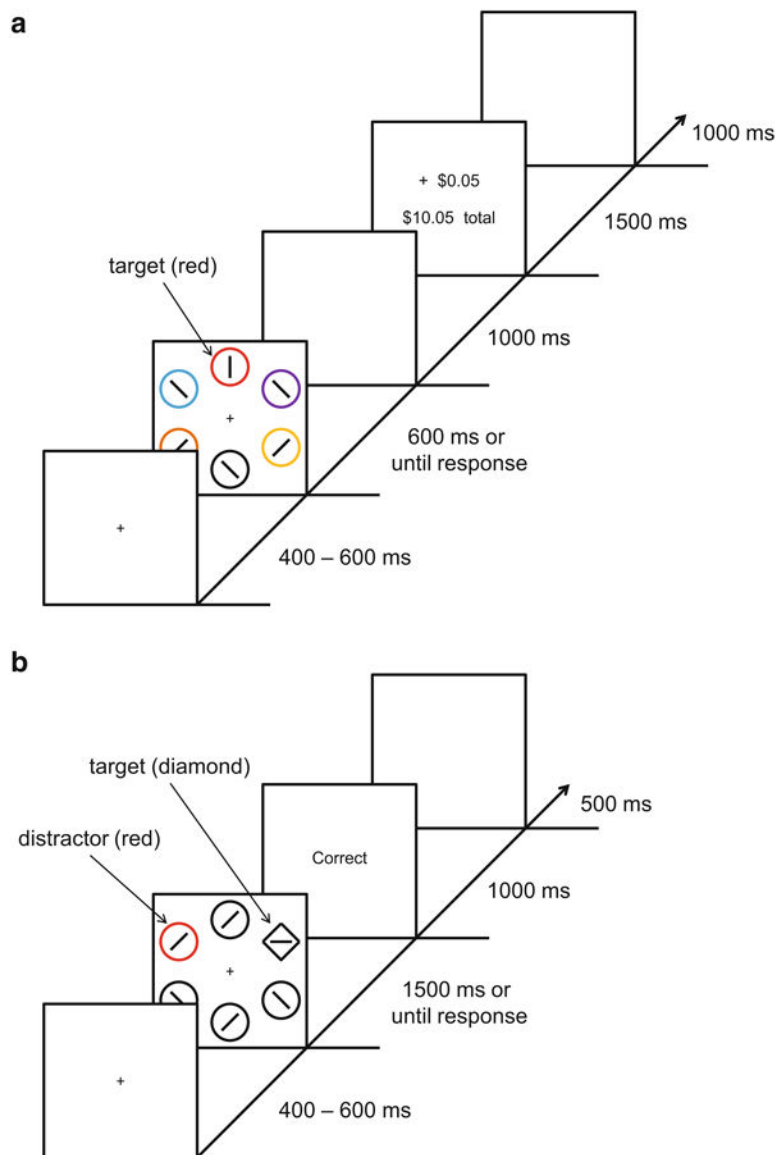 a
1000 ms
+ $0.05
$10.05 total
1500 ms
target (red)
1000 ms
+
600 ms or
until response
+
400 – 600 ms
b
target (diamond)
500 ms
distractor (red)
Correct
1000 ms
+
1500 ms or
until response
+
400 – 600 ms